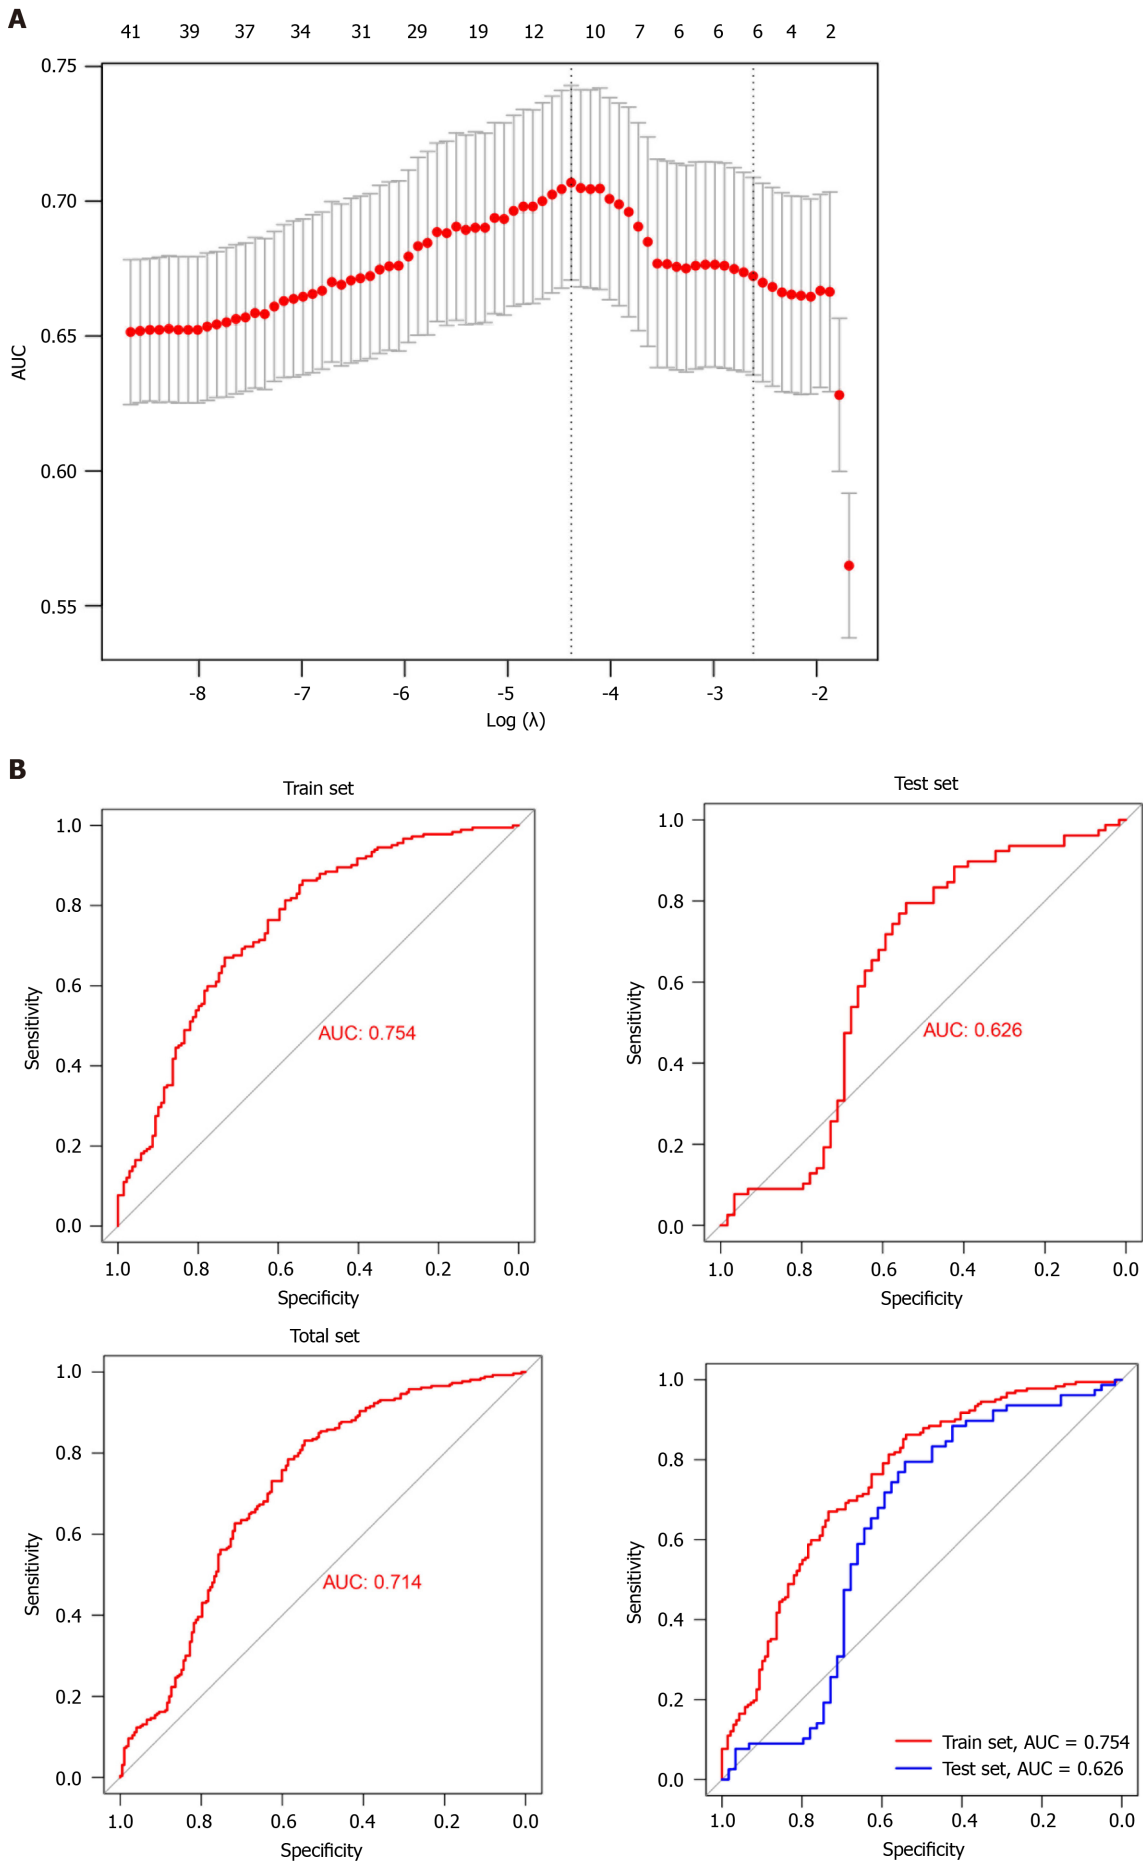 A
41 39 37 34 31 29 19 12 10 7 6 6 6 4 2
0.75
0.70
0.65
0.60
0.55
AUC
-8 -7 -6 -5 -4 -3 -2
Log (λ)
B
Train set
1.0
0.8
0.6
0.4
0.2
0.0
Sensitivity
AUC: 0.754
1.0 0.8 0.6 0.4 0.2 0.0
Specificity
Test set
1.0
0.8
0.6
0.4
0.2
0.0
Sensitivity
AUC: 0.626
1.0 0.8 0.6 0.4 0.2 0.0
Specificity
Total set
1.0
0.8
0.6
0.4
0.2
0.0
Sensitivity
AUC: 0.714
1.0 0.8 0.6 0.4 0.2 0.0
Specificity
1.0
0.8
0.6
0.4
0.2
0.0
Sensitivity
Train set, AUC = 0.754
Test set, AUC = 0.626
1.0 0.8 0.6 0.4 0.2 0.0
Specificity